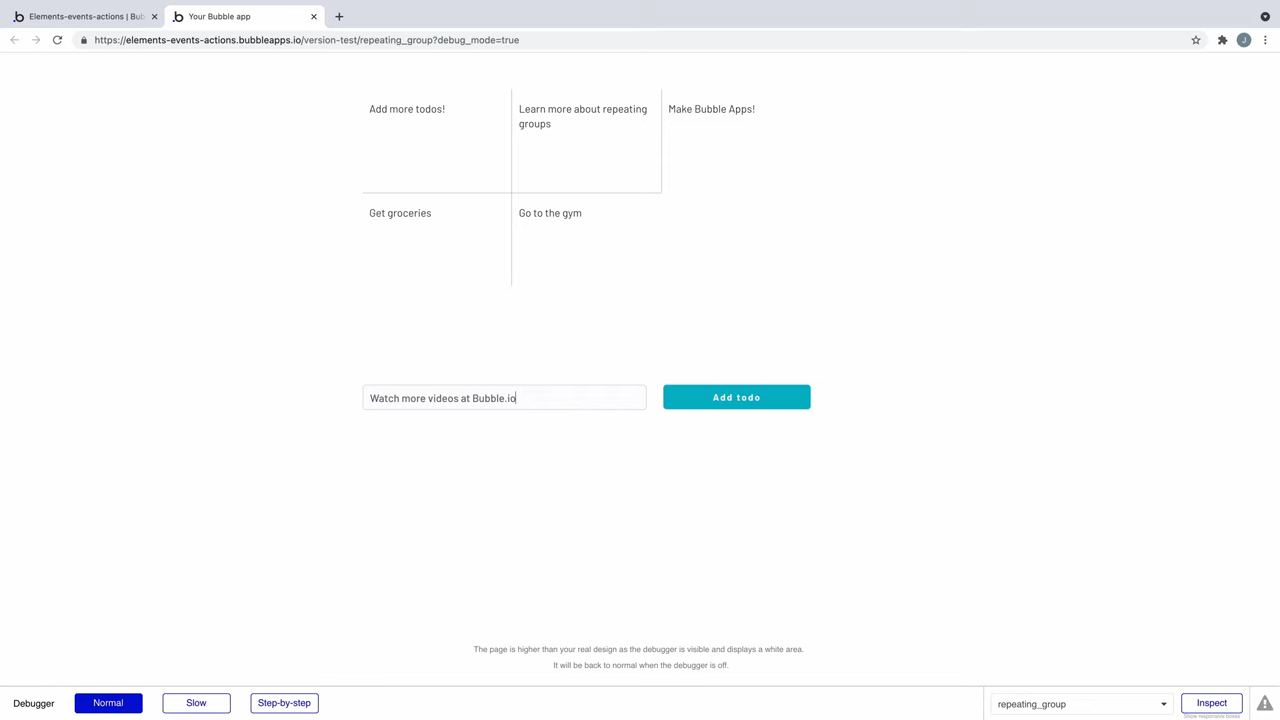 Elements-events-actions | Bub
Your Bubble app
https://elements-events-actions.bubbleapps.io/version-test/repeating_group?debug_mode=true
J
Add more todos!
Learn more about repeating
groups
Make Bubble Apps!
Get groceries
Go to the gym
Watch more videos at Bubble.io
Add todo
The page is higher than your real design as the debugger is visible and displays a white area.
It will be back to normal when the debugger is off.
Debugger
Normal
Slow
Step-by-step
repeating_group
Inspect
Show responsive boxes